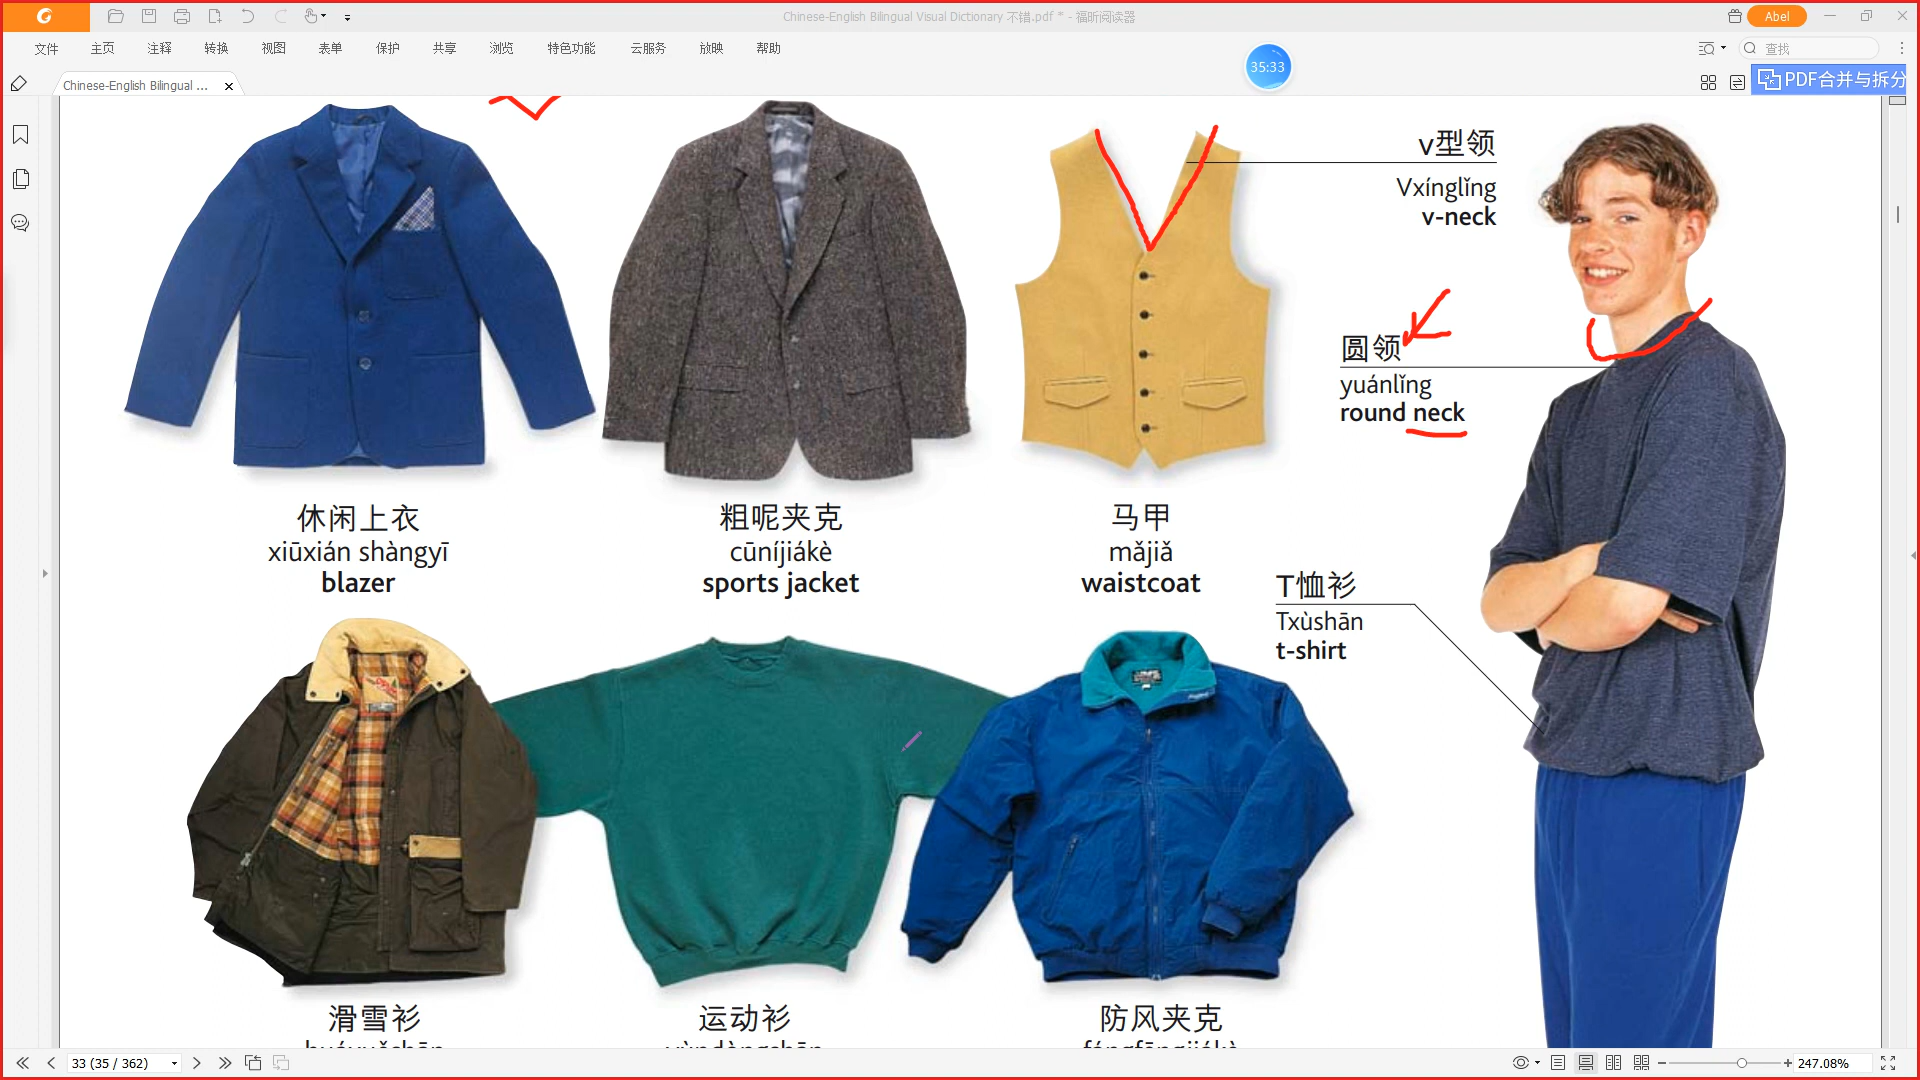 Chinese-English Bilingual Visual Dictionary 不错.pdf * - 福昕阅读器
Abel
文件 主页 注释 转换 视图 表单 保护 共享 浏览 特色功能 云服务 放映 帮助
35:33
查找
Chinese-English Bilingual ...
PDF合并与拆分
v型领
Vxínglǐng
v-neck
圆领
yuánlǐng
round neck
休闲上衣
xiūxián shàngyī
blazer
粗呢夹克
cūníjiákè
sports jacket
马甲
mǎjiǎ
waistcoat
T恤衫
Txùshān
t-shirt
滑雪衫
运动衫
防风夹克
33 (35 / 362)
247.08%